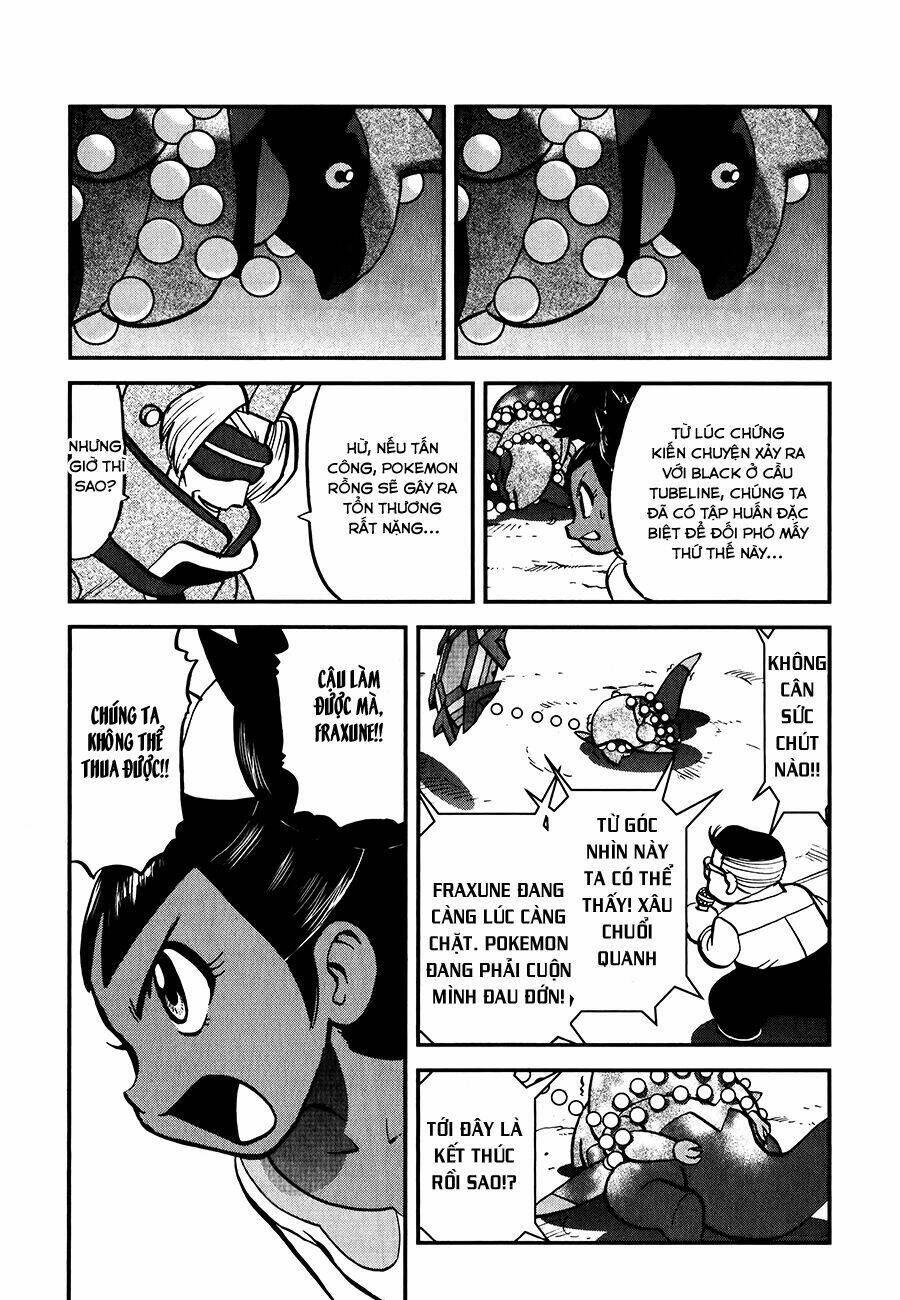 TỪ LÚC CHỨNG
KIẾN CHUYỆN XẢY RA
VỚI BLACK Ở CẦU
TUBELINE, CHÚNG TA
ĐÃ CÓ TẬP HUẤN ĐẶC
BIỆT ĐỂ ĐỐI PHÓ MẤY
THỨ THẾ NÀY...
HỪ, NẾU TẤN
CÔNG, POKEMON
RỒNG SẼ GÂY RA
TỔN THƯƠNG
RẤT NẶNG...
NHƯNG
GIỜ THÌ
SAO?
KHÔNG
CÂN
SỨC
CHÚT
NÀO!!
TỪ GÓC
NHÌN NÀY
TA CÓ THỂ
THẤY! XÂU
CHUỔI
QUANH
FRAXUNE ĐANG
CÀNG LÚC CÀNG
CHẶT. POKEMON
ĐANG PHẢI CUỘN
MÌNH ĐAU ĐỚN!
TỚI ĐÂY LÀ
KẾT THÚC
RỒI SAO!?
CẬU LÀM
ĐƯỢC MÀ,
FRAXUNE!!
CHÚNG TA
KHÔNG THỂ
THUA ĐƯỢC!!